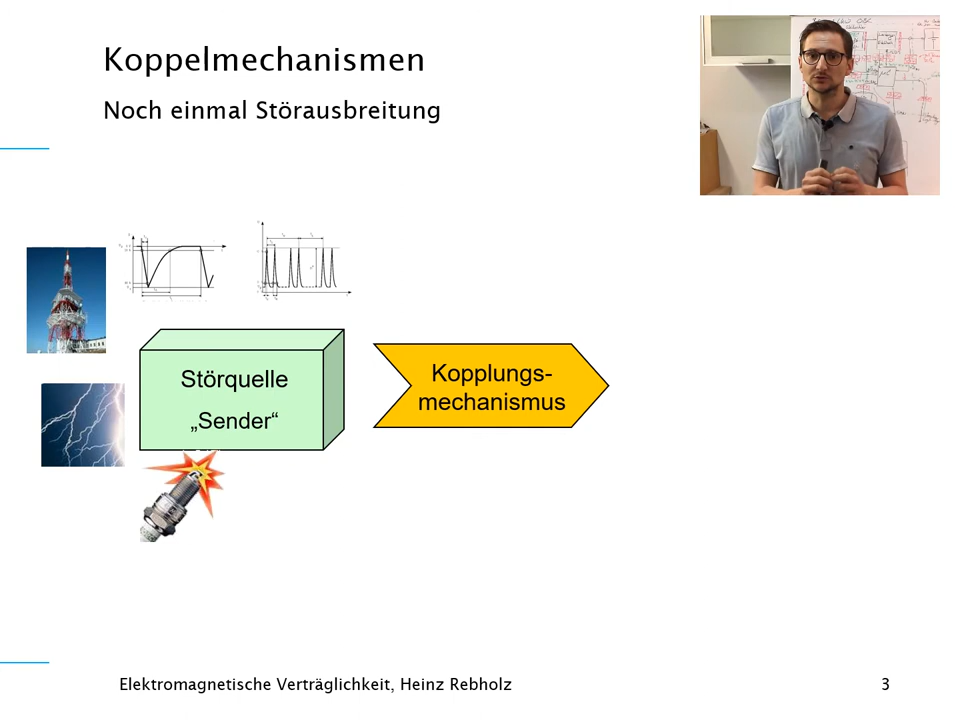 Koppelmechanismen
Noch einmal Störausbreitung
Störquelle
„Sender“
Kopplungs-
mechanismus
Elektromagnetische Verträglichkeit, Heinz Rebholz
3